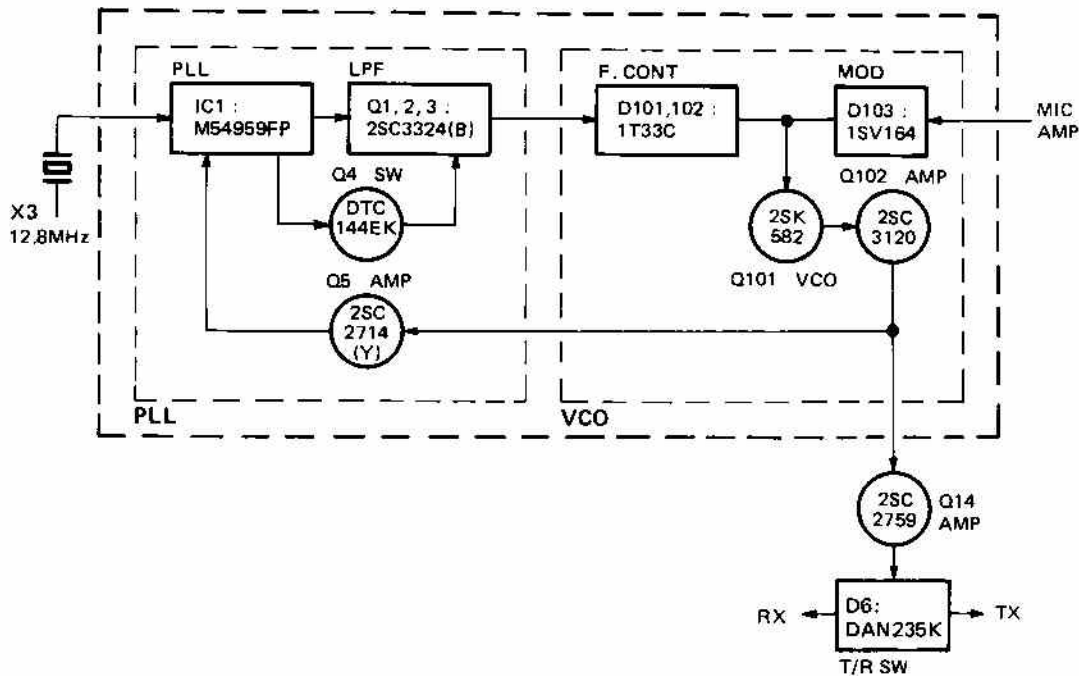 PLL
IC1 :
M54959FP
LPF
Q1, 2, 3 :
2SC3324(B)
F. CONT
D101,102 :
1T33C
MOD
D103 :
1SV164
MIC
AMP
X3
12.8MHz
Q4 SW
DTC
144EK
Q102 AMP
2SK
582
2SC
3120
Q101 VCO
Q5 AMP
2SC
2714
(Y)
PLL
VCO
2SC
2759
Q14
AMP
RX
D6:
DAN235K
TX
T/R SW